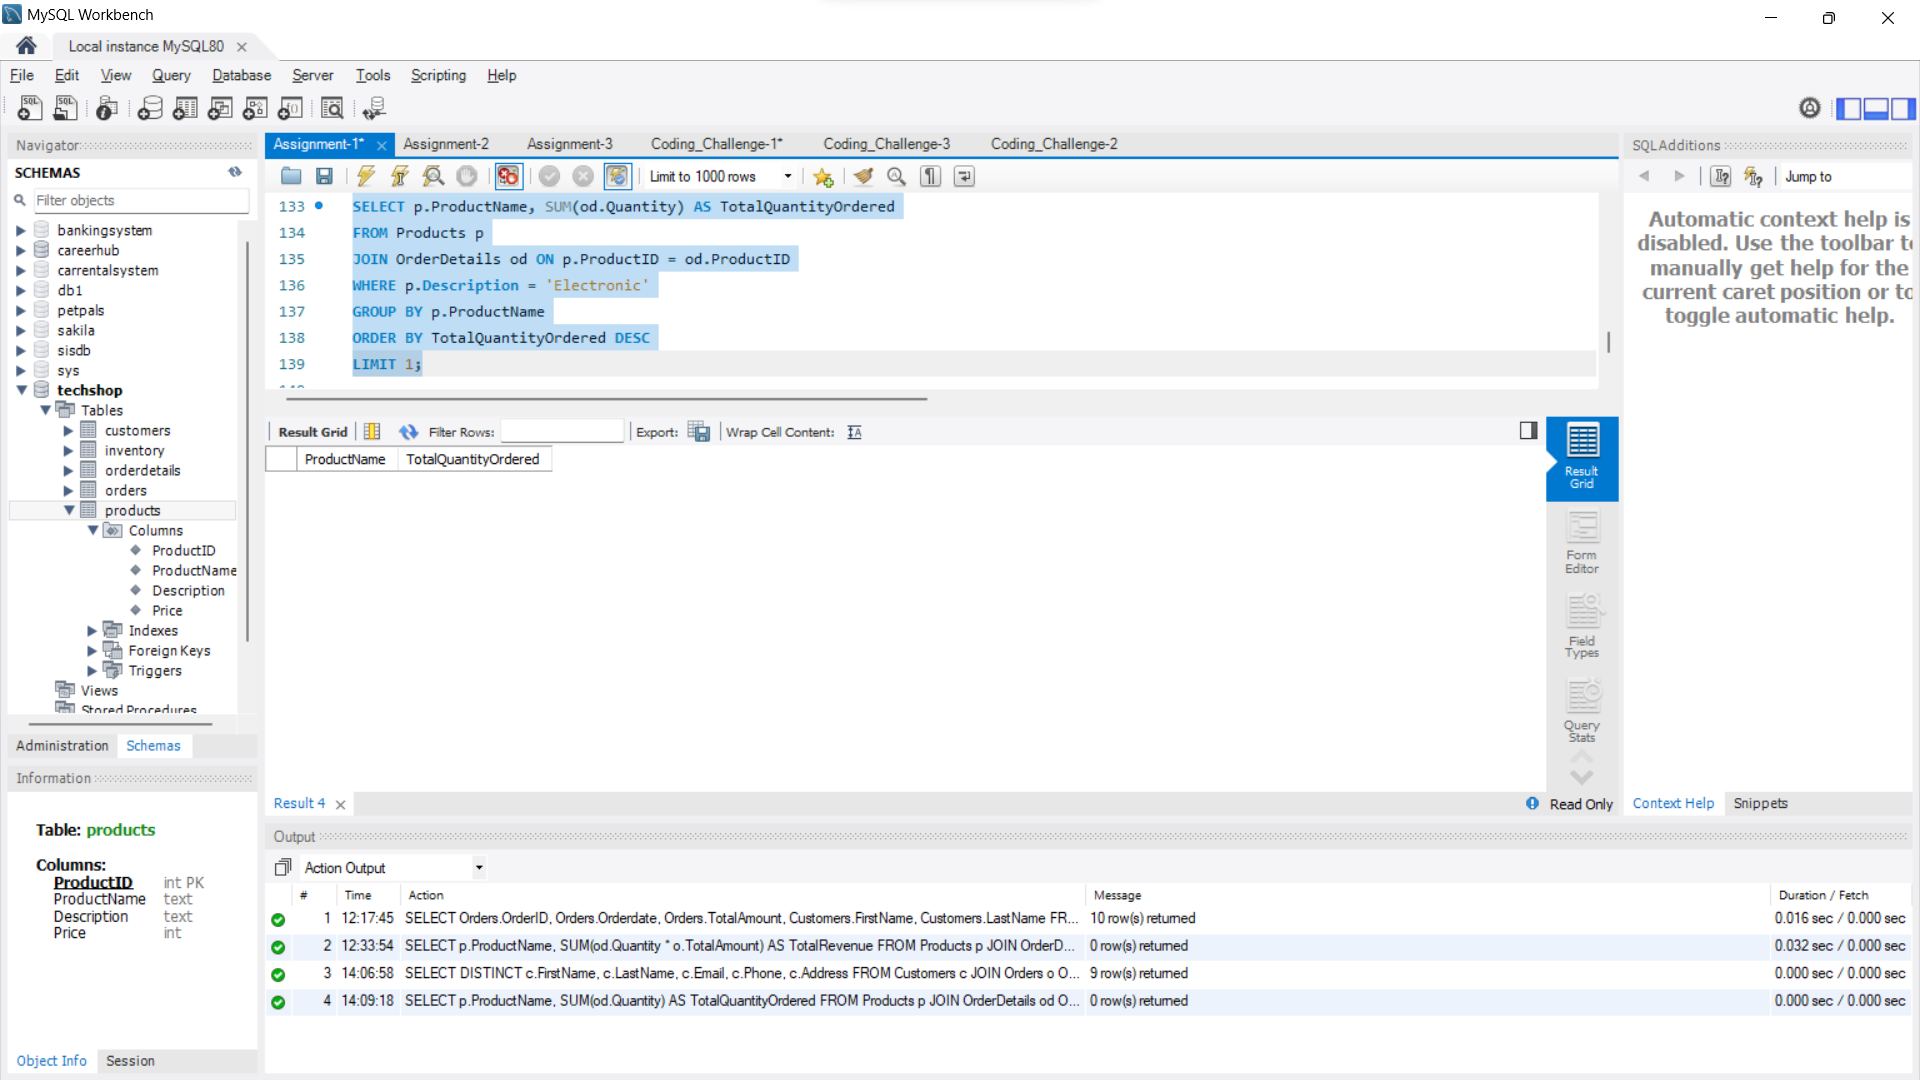 MySQL Workbench
Local instance MySQL80
File Edit View Query Database Server Tools Scripting Help
Navigator
SCHEMAS
Filter objects
bankingsystem
careerhub
carrentalsystem
db1
petpals
sakila
sisdb
sys
techshop
Tables
customers
inventory
orderdetails
orders
products
Columns
ProductID
ProductName
Description
Price
Indexes
Foreign Keys
Triggers
Views
Stored Procedures
Administration Schemas
Information
Table: products
Columns:
ProductID int PK
ProductName text
Description text
Price int
Object Info Session
Assignment-1* Assignment-2 Assignment-3 Coding_Challenge-1* Coding_Challenge-3 Coding_Challenge-2
Limit to 1000 rows
133 SELECT p.ProductName, SUM(od.Quantity) AS TotalQuantityOrdered
134 FROM Products p
135 JOIN OrderDetails od ON p.ProductID = od.ProductID
136 WHERE p.Description = 'Electronic'
137 GROUP BY p.ProductName
138 ORDER BY TotalQuantityOrdered DESC
139 LIMIT 1;
Result Grid Filter Rows: Export: Wrap Cell Content:
ProductName TotalQuantityOrdered
Result Grid
Form Editor
Field Types
Query Stats
Result 4 Read Only
SQLAdditions
Jump to
Automatic context help is
disabled. Use the toolbar to
manually get help for the
current caret position or to
toggle automatic help.
Context Help Snippets
Output
Action Output
# Time Action Message Duration / Fetch
1 12:17:45 SELECT Orders.OrderID, Orders.Orderdate, Orders.TotalAmount, Customers.FirstName, Customers.LastName FR... 10 row(s) returned 0.016 sec / 0.000 sec
2 12:33:54 SELECT p.ProductName, SUM(od.Quantity * o.TotalAmount) AS TotalRevenue FROM Products p JOIN OrderD... 0 row(s) returned 0.032 sec / 0.000 sec
3 14:06:58 SELECT DISTINCT c.FirstName, c.LastName, c.Email, c.Phone, c.Address FROM Customers c JOIN Orders o O... 9 row(s) returned 0.000 sec / 0.000 sec
4 14:09:18 SELECT p.ProductName, SUM(od.Quantity) AS TotalQuantityOrdered FROM Products p JOIN OrderDetails od O... 0 row(s) returned 0.000 sec / 0.000 sec